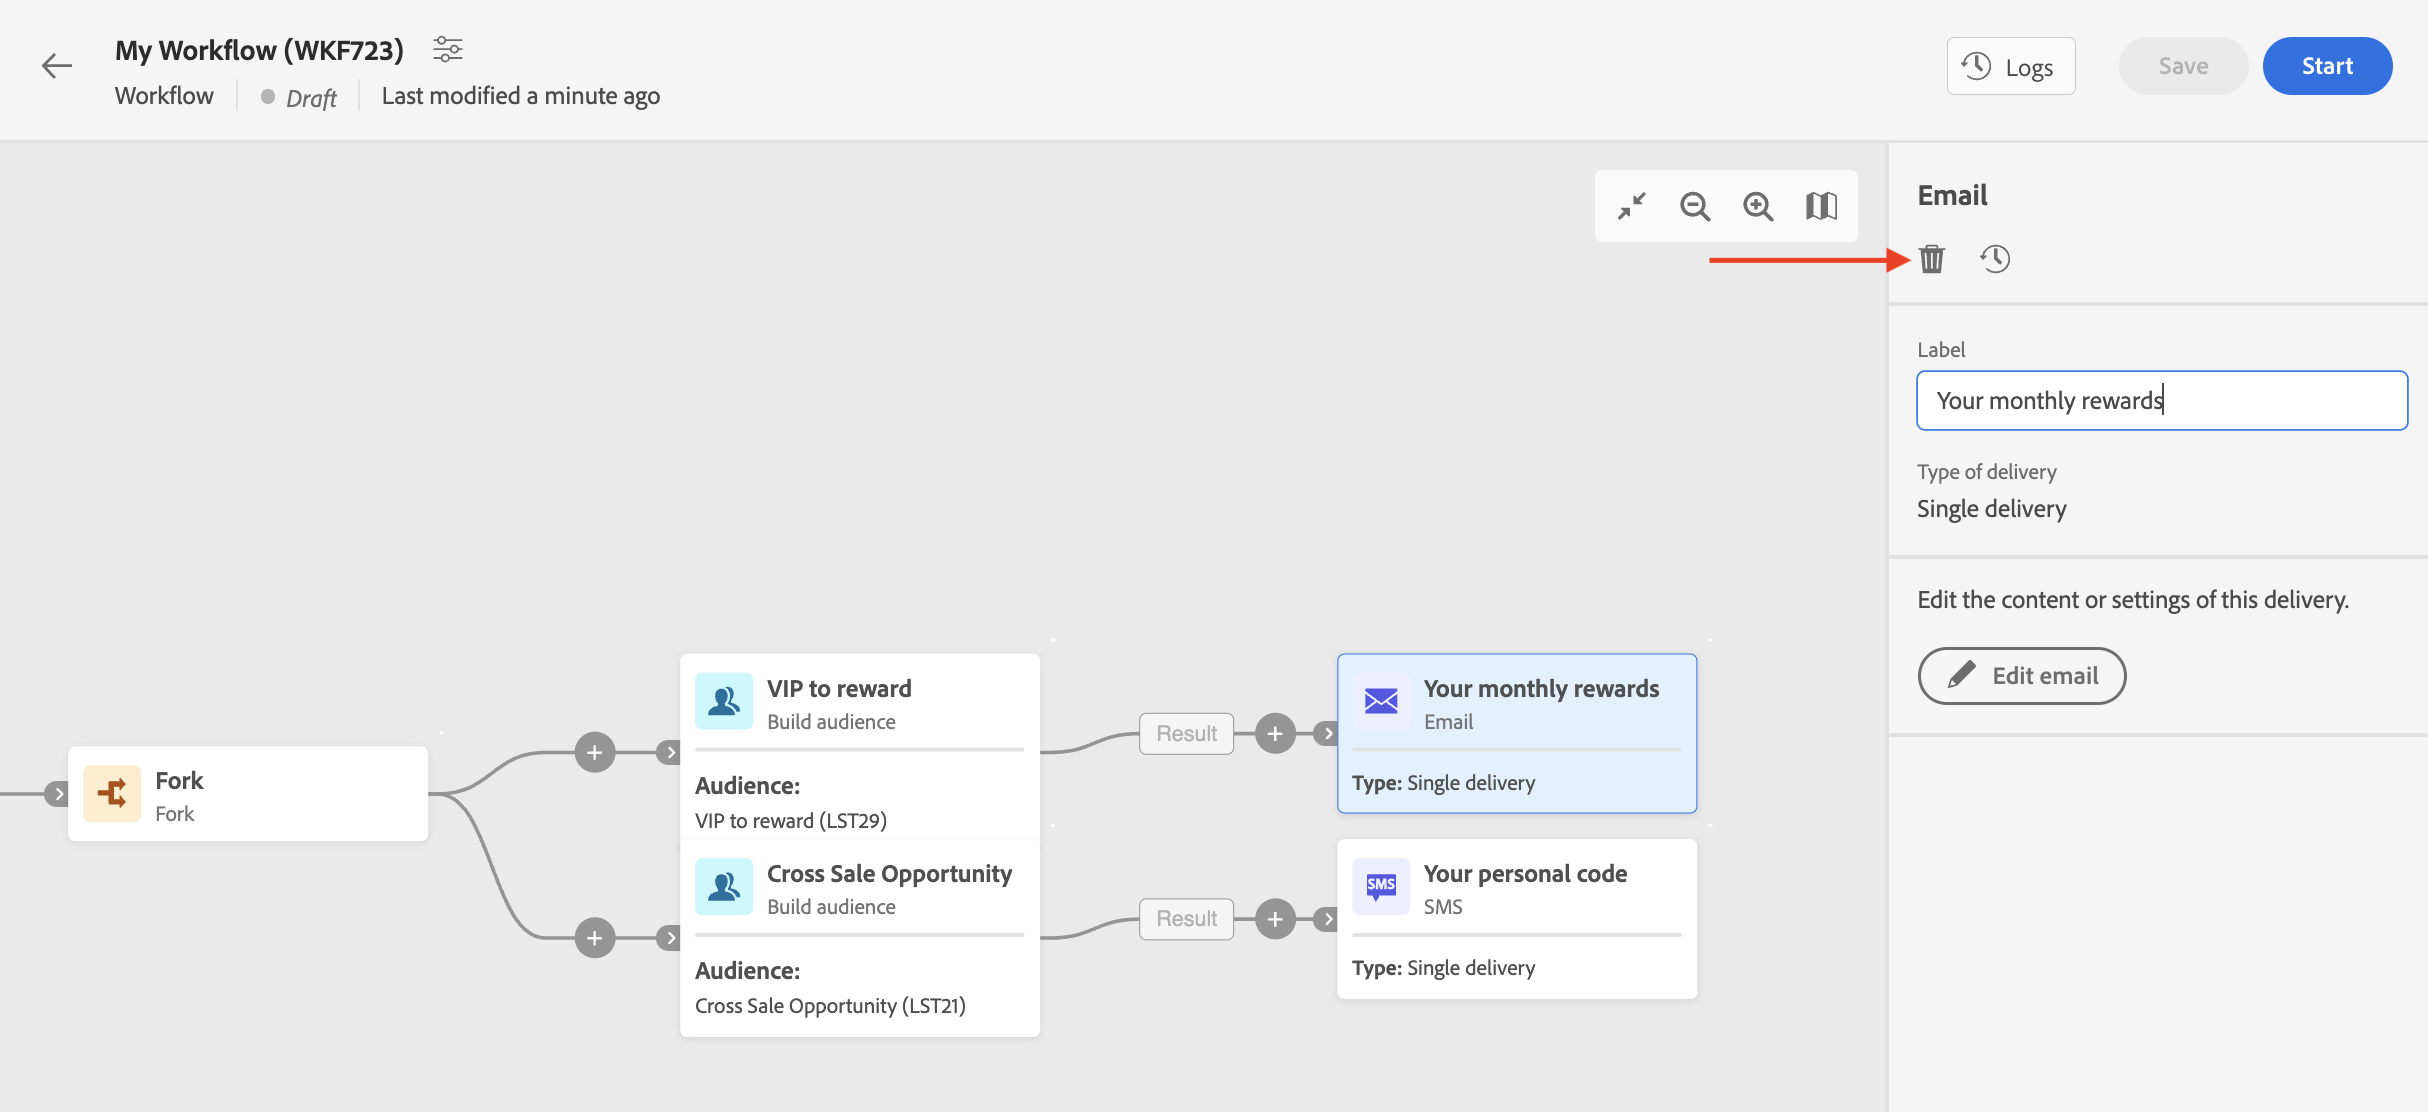 My Workflow (WKF723)
Workflow
Draft
Last modified a minute ago
Logs
Save
Start
Email
Label
Your monthly rewards
Type of delivery
Single delivery
Edit the content or settings of this delivery.
Edit email
Fork
Fork
VIP to reward
Build audience
Audience:
VIP to reward (LST29)
Result
Your monthly rewards
Email
Type: Single delivery
Cross Sale Opportunity
Build audience
Audience:
Cross Sale Opportunity (LST21)
Result
SMS
Your personal code
SMS
Type: Single delivery